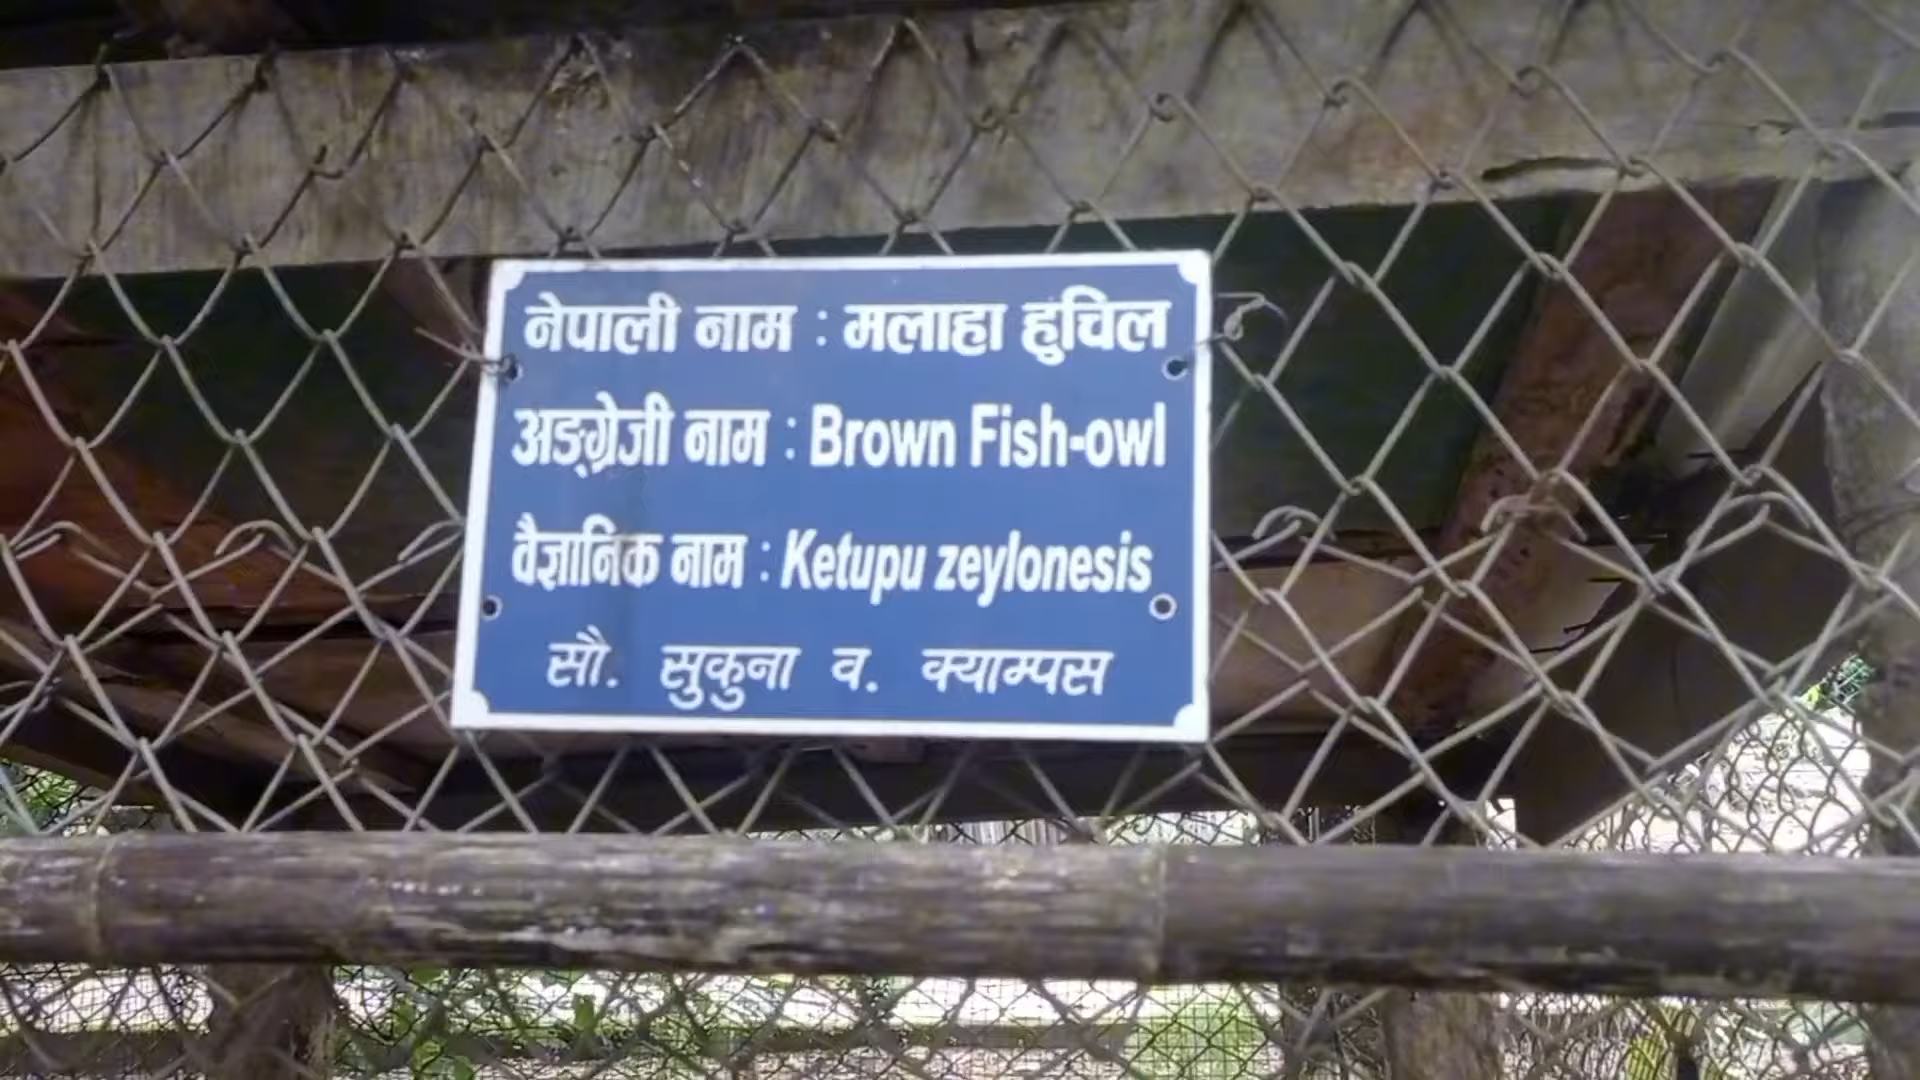 नेपाली नाम : मलाहा हुचिल
अङ्ग्रेजी नाम : Brown Fish-owl
वैज्ञानिक नाम : Ketupu zeylonesis
सौ. सुकुना व. क्याम्पस